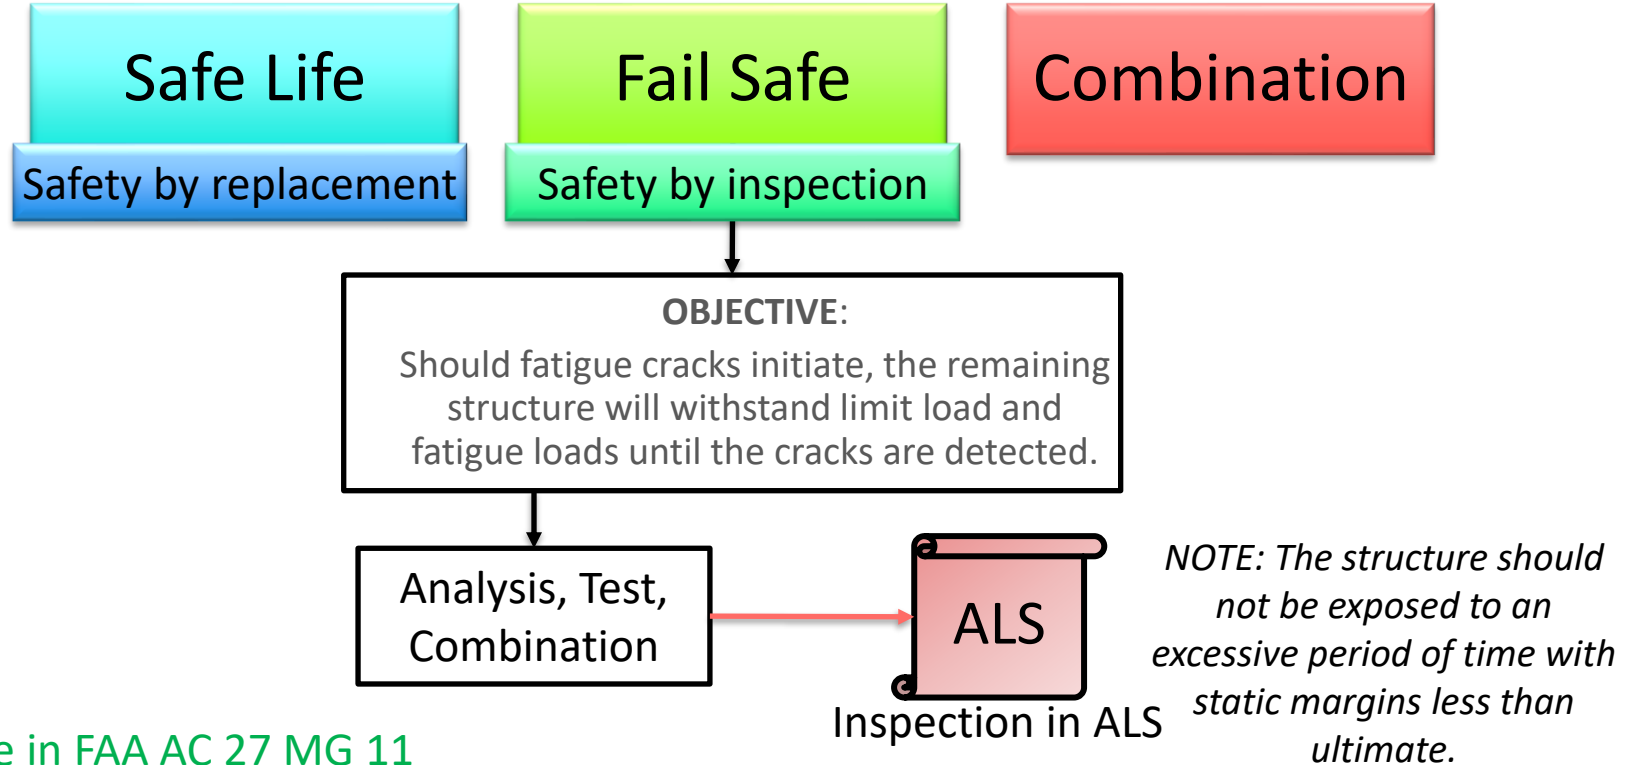 Safe Life
Safety by replacement
Fail Safe
Safety by inspection
Combination
OBJECTIVE:
Should fatigue cracks initiate, the remaining
structure will withstand limit load and
fatigue loads until the cracks are detected.
Analysis, Test,
Combination
ALS
Inspection in ALS
NOTE: The structure should
not be exposed to an
excessive period of time with
static margins less than
ultimate.
in FAA AC 27 MG 11